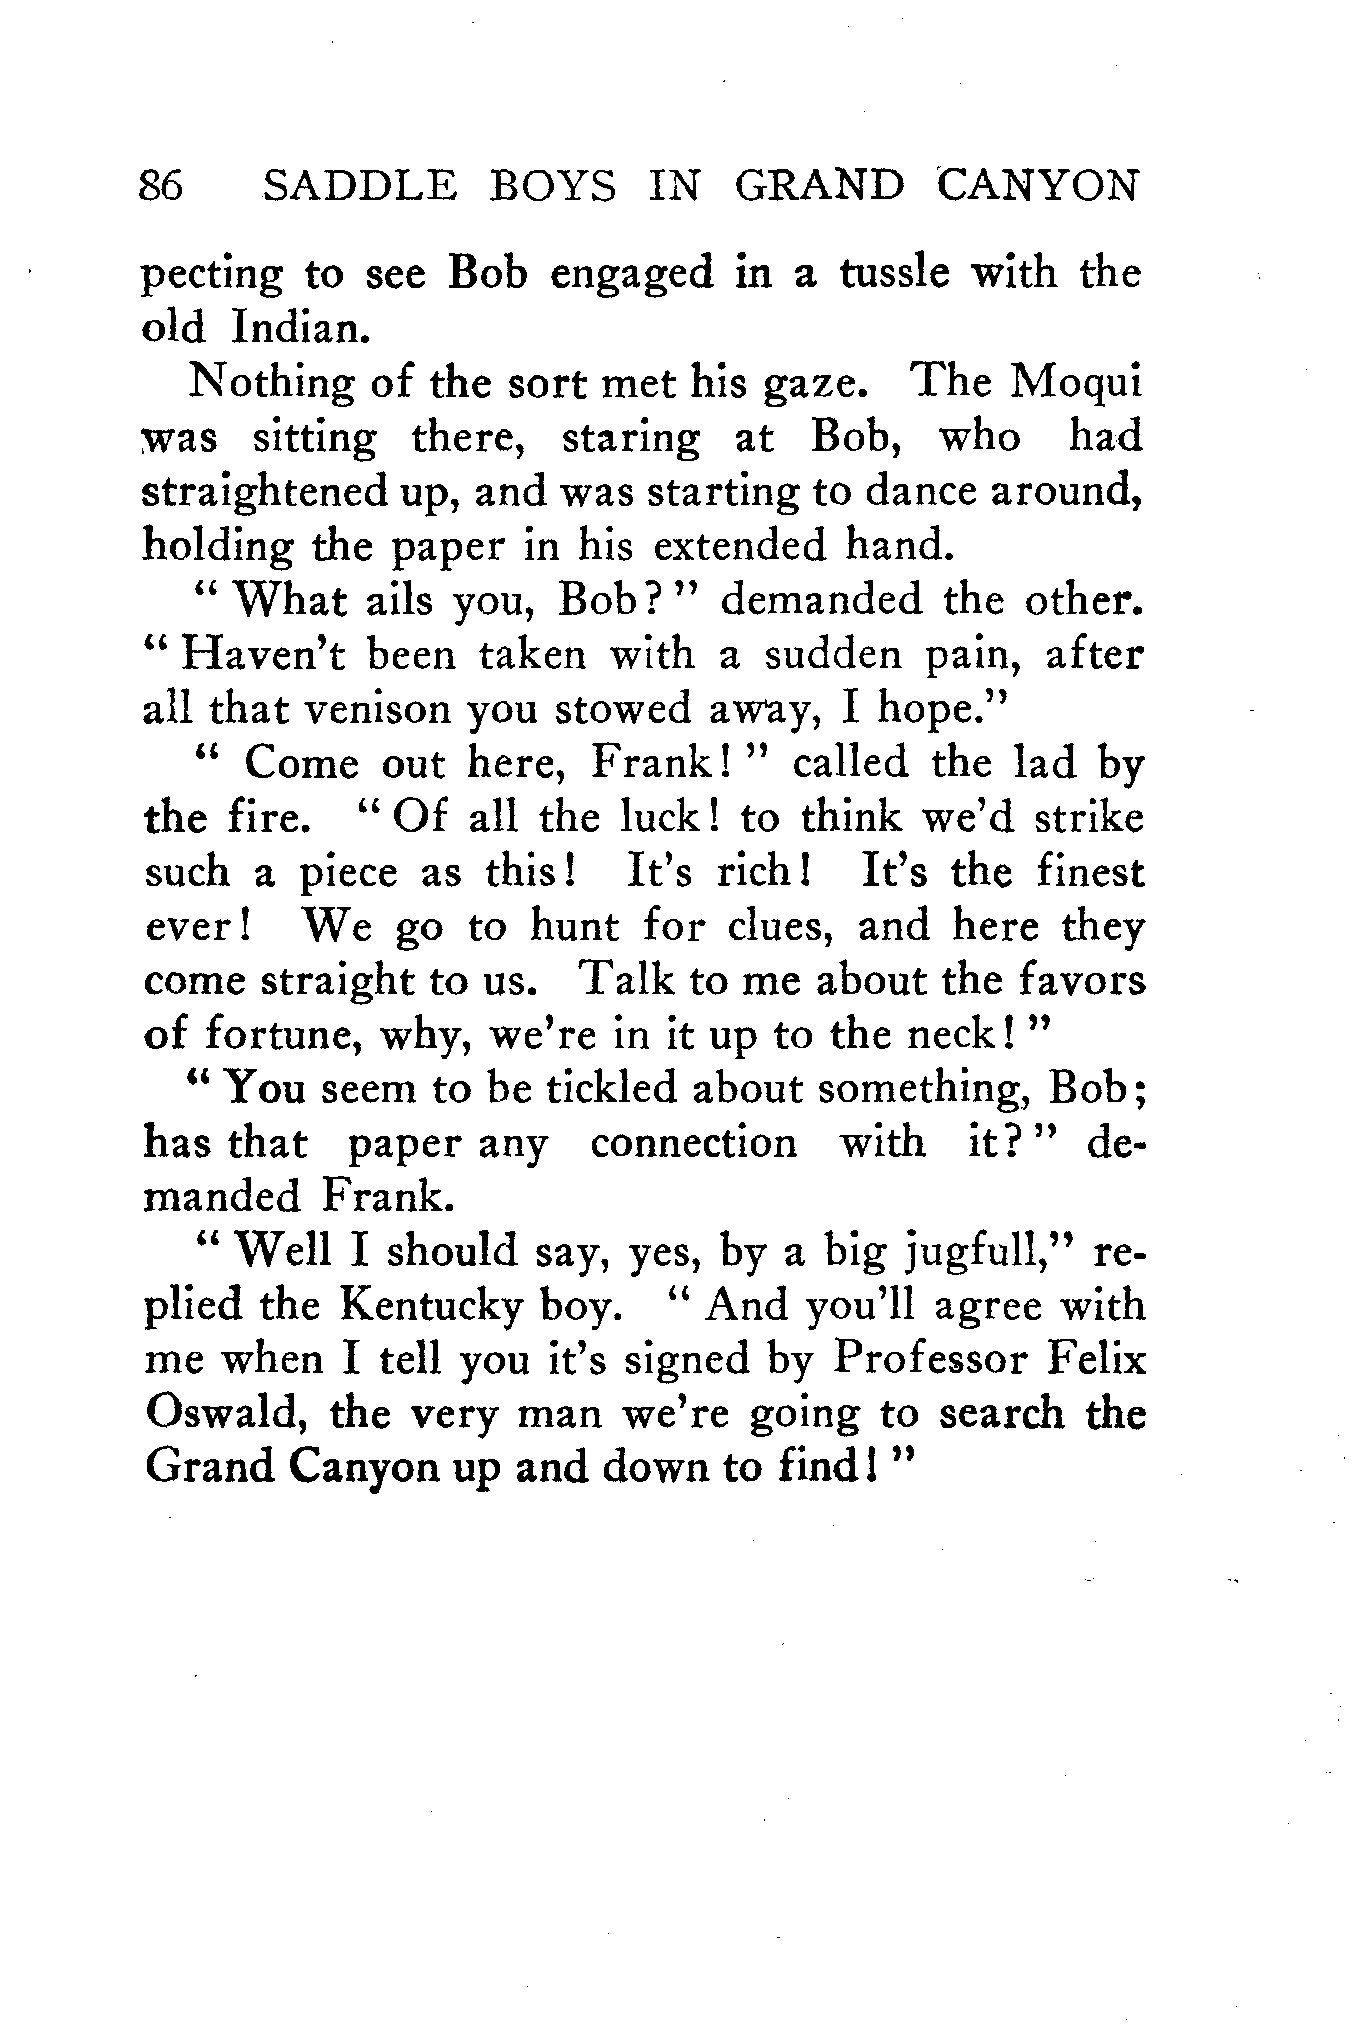 86 SADDLE BOYS IN GRAND CANYON
pecting to see Bob engaged in a tussle with the
old Indian.
Nothing of the sort met his gaze. The Moqui
was sitting there, staring at Bob, who had
straightened up, and was starting to dance around,
holding the paper in his extended hand.
“ What ails you, Bob? ” demanded the other.
“ Haven’t been taken with a sudden pain, after
all that venison you stowed away, I hope.”
“ Come out here, Frank! ” called the lad by
the fire. “ Of all the luck! to think we’d strike
such a piece as this! It’s rich! It’s the finest
ever! We go to hunt for clues, and here they
come straight to us. Talk to me about the favors
of fortune, why, we’re in it up to the neck! ”
“ You seem to be tickled about something, Bob;
has that paper any connection with it? ” de-
manded Frank.
“ Well I should say, yes, by a big jugfull,” re-
plied the Kentucky boy. “ And you’ll agree with
me when I tell you it’s signed by Professor Felix
Oswald, the very man we’re going to search the
Grand Canyon up and down to find! ”